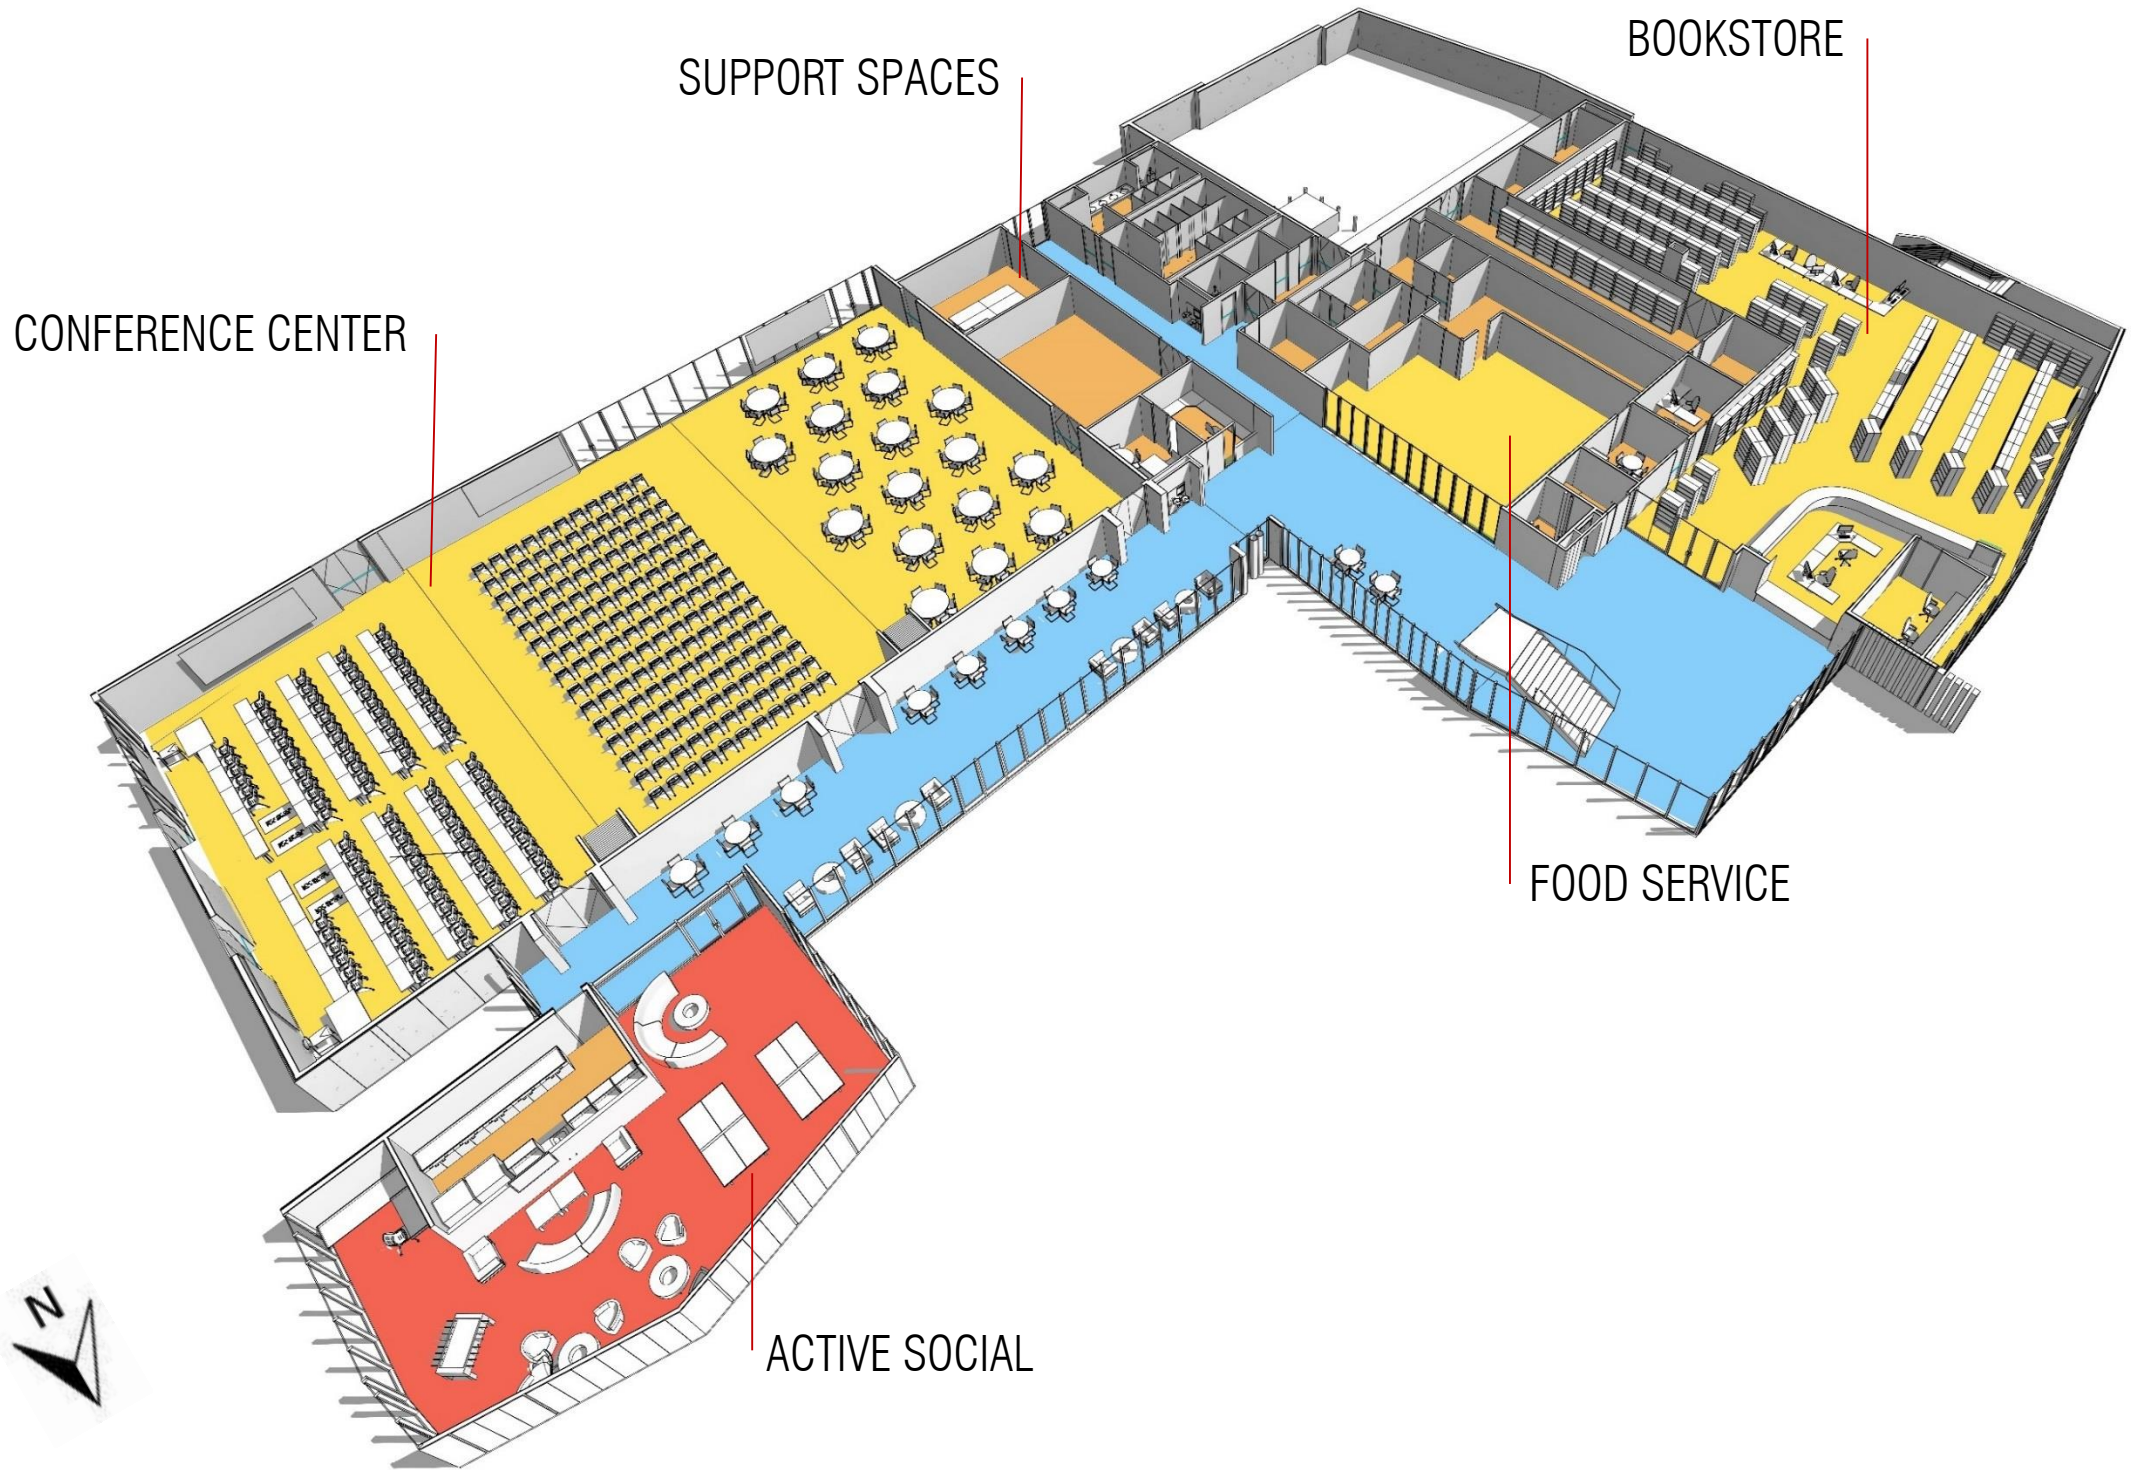 BOOKSTORE
SUPPORT SPACES
CONFERENCE CENTER
FOOD SERVICE
N
ACTIVE SOCIAL